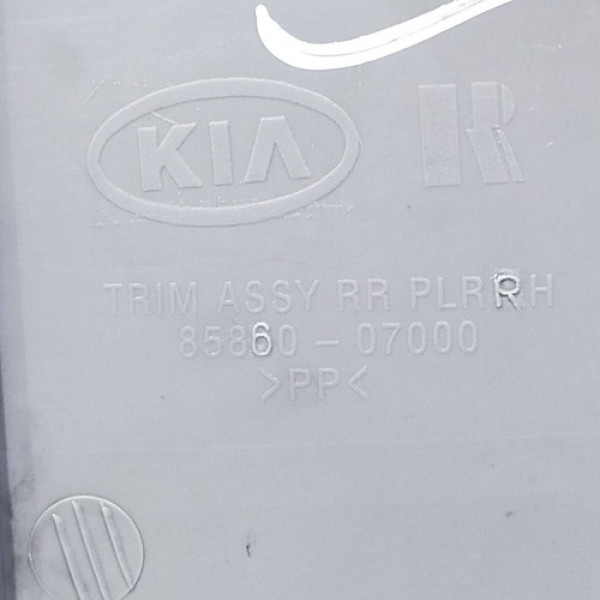 KIA R
TRIM ASSY RR PLR RH
85860-07000
>PP<